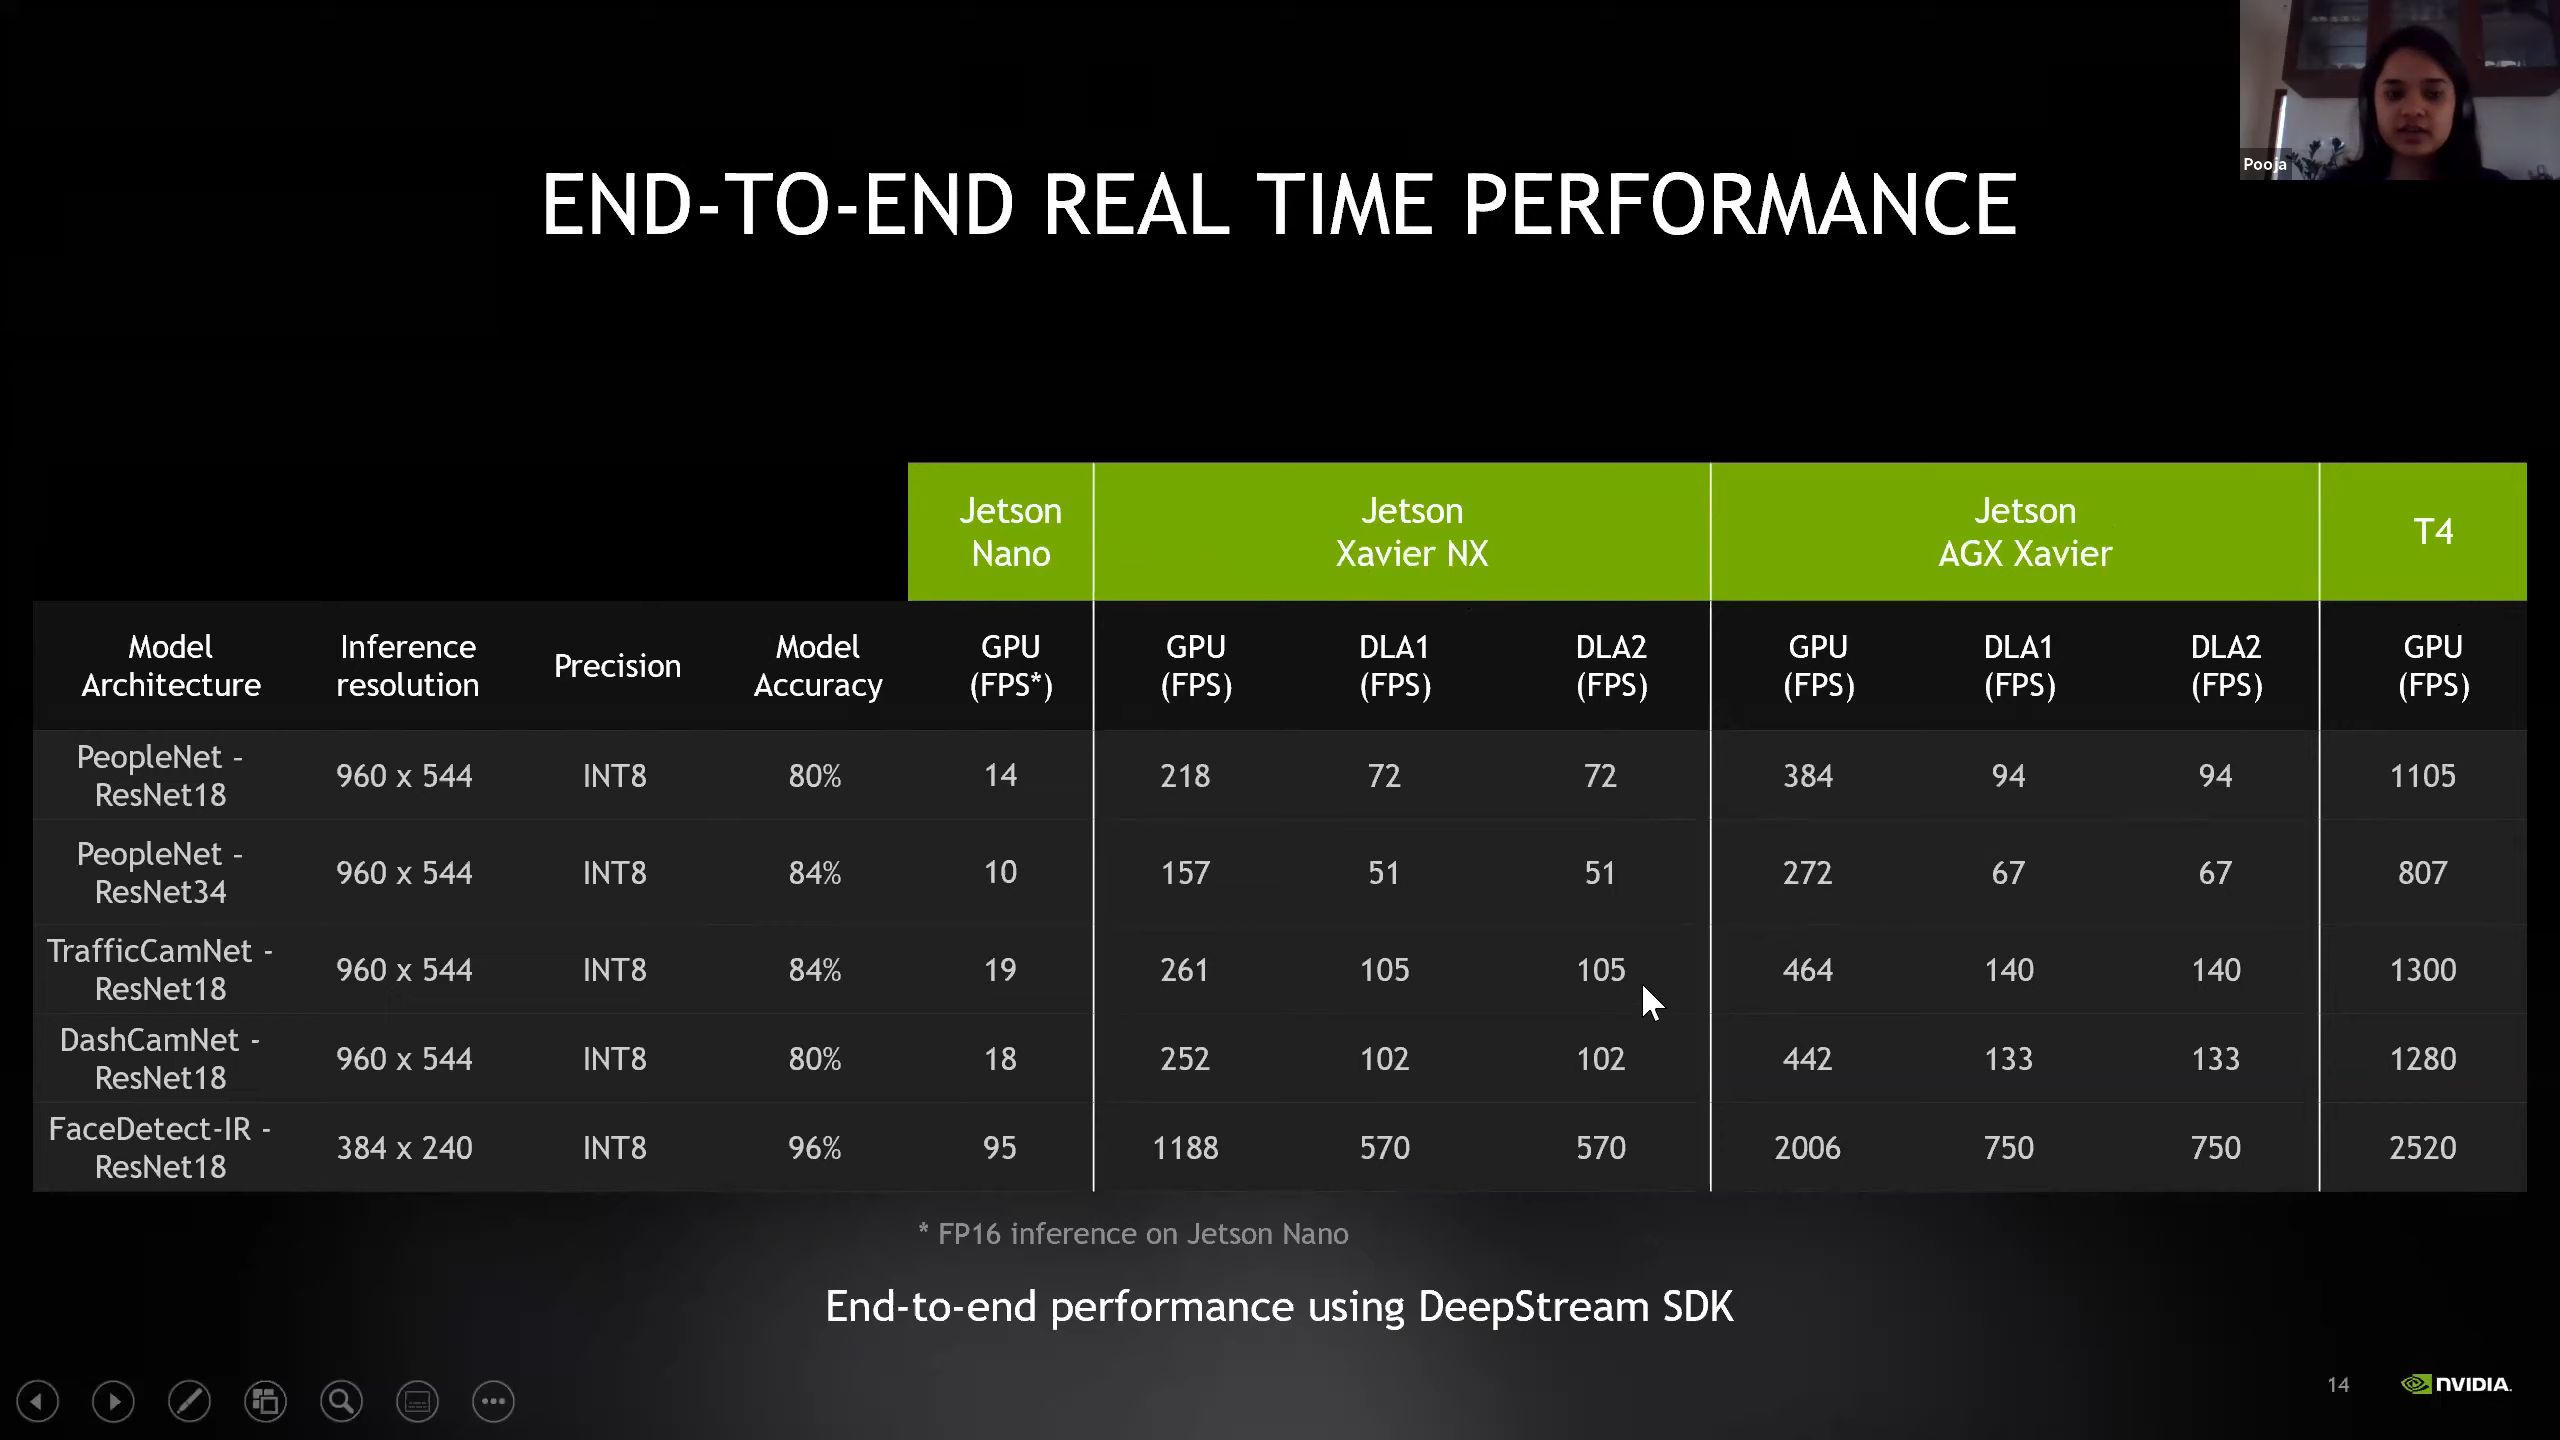 Pooja
END-TO-END REAL TIME PERFORMANCE
Jetson Nano Jetson Xavier NX Jetson AGX Xavier T4
Model Architecture Inference resolution Precision Model Accuracy GPU (FPS*) GPU (FPS) DLA1 (FPS) DLA2 (FPS) GPU (FPS) DLA1 (FPS) DLA2 (FPS) GPU (FPS)
PeopleNet - ResNet18 960 x 544 INT8 80% 14 218 72 72 384 94 94 1105
PeopleNet - ResNet34 960 x 544 INT8 84% 10 157 51 51 272 67 67 807
TrafficCamNet - ResNet18 960 x 544 INT8 84% 19 261 105 105 464 140 140 1300
DashCamNet - ResNet18 960 x 544 INT8 80% 18 252 102 102 442 133 133 1280
FaceDetect-IR - ResNet18 384 x 240 INT8 96% 95 1188 570 570 2006 750 750 2520
* FP16 inference on Jetson Nano
End-to-end performance using DeepStream SDK
14 NVIDIA.